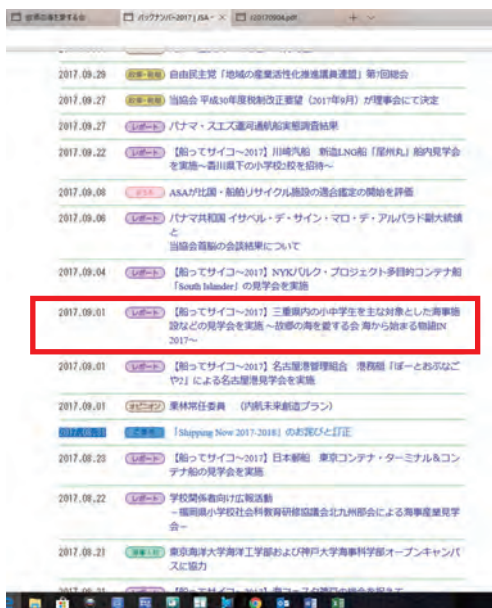 故郷の海を愛する会
バックナンバー2017 | JSA
r20170904.pdf
2017.09.29 政策・税制 自由民主党「地域の産業活性化推進議員連盟」第7回総会
2017.09.27 政策・税制 当協会 平成30年度税制改正要望（2017年9月）が理事会にて決定
2017.09.27 レポート パナマ・スエズ運河通航船実態調査結果
2017.09.22 レポート 【船ってサイコ～2017】川崎汽船 新造LNG船「尾州丸」船内見学会
を実施～香川県下の小学校2校を招待～
2017.09.08 ASAが比国・船舶リサイクル施設の適合鑑定の開始を評価
2017.09.06 レポート パナマ共和国 イサベル・デ・サイン・マロ・デ・アルバラド副大統領
と
当協会首脳の会談結果について
2017.09.04 レポート 【船ってサイコ～2017】NYKバルク・プロジェクト多目的コンテナ船
「South Islander」の見学会を実施
2017.09.01 レポート 【船ってサイコ～2017】三重県内の小中学生を主な対象とした海事施
設などの見学会を実施 ～故郷の海を愛する会 海から始まる物語IN
2017～
2017.09.01 レポート 【船ってサイコ～2017】名古屋港管理組合 港務艇「ぽーとおぶなご
や2」による名古屋港見学会を実施
2017.09.01 オピニオン 栗林常任委員 （内航未来創造プラン）
「Shipping Now 2017-2018」のお詫びと訂正
2017.08.23 レポート 【船ってサイコ～2017】日本郵船 東京コンテナ・ターミナル&コン
テナ船の見学会を実施
2017.08.22 レポート 学校関係者向け広報活動
－福岡県小学校社会科教育研修協議会北九州部会による海事産業見学
会－
2017.08.21 東京海洋大学海洋工学部および神戸大学海事科学部オープンキャンパ
スに協力